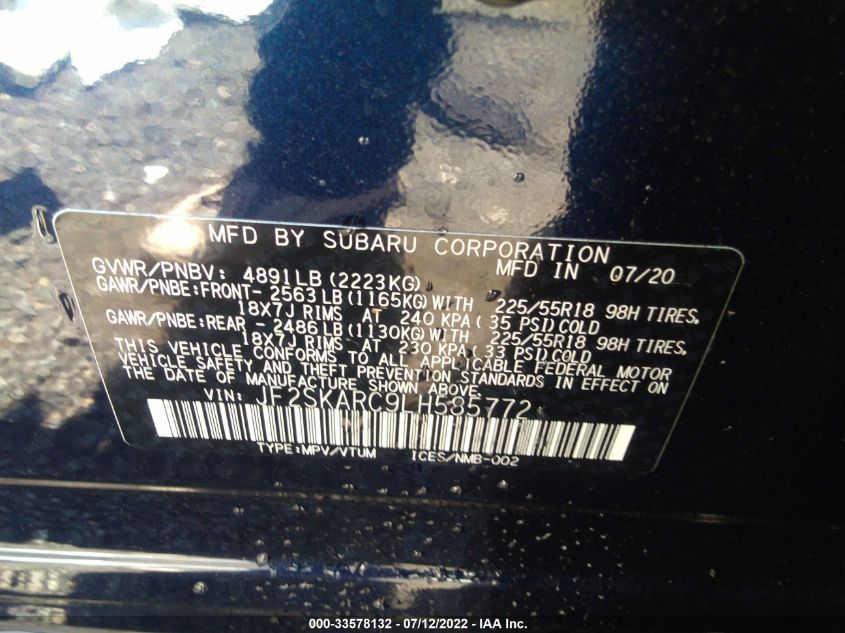 MFD BY SUBARU CORPORATION
GVWR/PNBV: 4891LB (2223KG) MFD IN 07/20
GAWR/PNBE:FRONT- 2563LB(1165KG)WITH 225/55R18 98H TIRES,
18X7J RIMS AT 240 KPA( 35 PSI)COLD
GAWR/PNBE:REAR - 2486LB(1130KG)WITH 225/55R18 98H TIRES,
18X7J RIMS AT 230 KPA( 33 PSI)COLD
THIS VEHICLE CONFORMS TO ALL APPLICABLE FEDERAL MOTOR
VEHICLE SAFETY AND THEFT PREVENTION STANDARDS IN EFFECT ON
THE DATE OF MANUFACTURE SHOWN ABOVE.
VIN: JF2SKARC9LH585772
TYPE:MPV/VTUM ICES/NMB-002
000-33578132 - 07/12/2022 - IAA Inc.